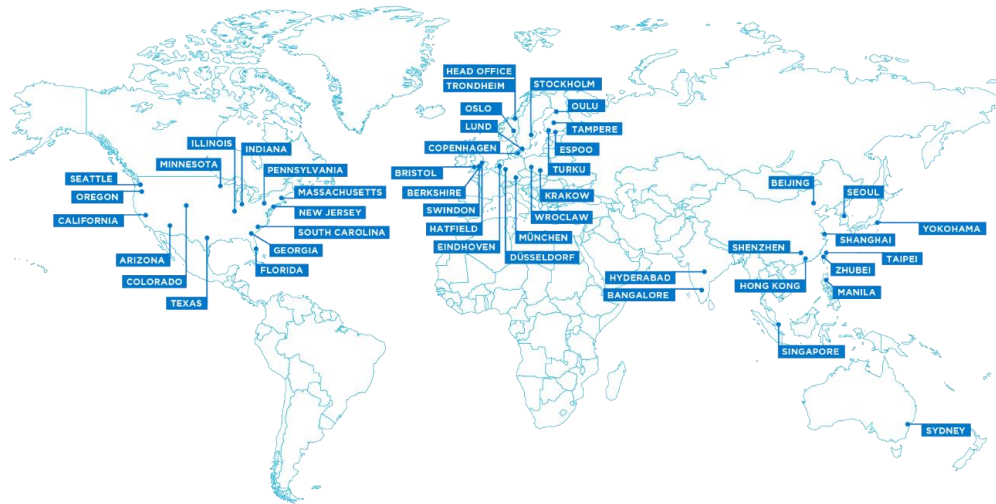 HEAD OFFICE
TRONDHEIM
STOCKHOLM
OSLO
OULU
LUND
TAMPERE
COPENHAGEN
ESPOO
TURKU
BRISTOL
BERKSHIRE
KRAKOW
SWINDON
WROCLAW
HATFIELD
MÜNCHEN
EINDHOVEN
DÜSSELDORF
ILLINOIS
INDIANA
MINNESOTA
PENNSYLVANIA
SEATTLE
MASSACHUSETTS
OREGON
NEW JERSEY
CALIFORNIA
SOUTH CAROLINA
ARIZONA
GEORGIA
COLORADO
FLORIDA
TEXAS
BEIJING
SEOUL
YOKOHAMA
SHANGHAI
SHENZHEN
TAIPEI
HYDERABAD
ZHUBEI
HONG KONG
BANGALORE
MANILA
SINGAPORE
SYDNEY